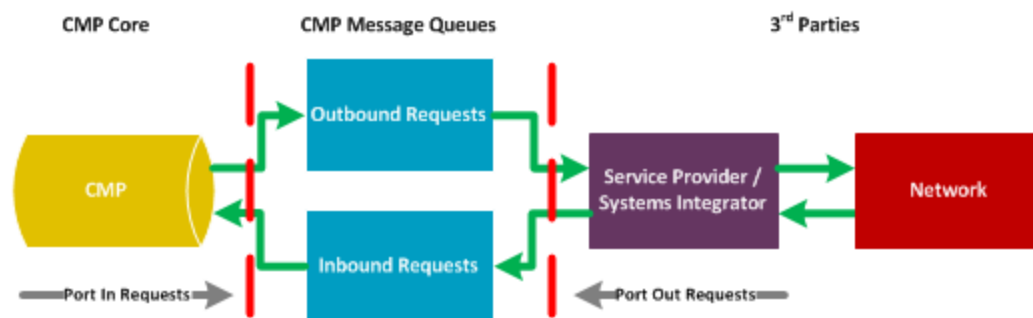 CMP Core
CMP Message Queues
3rd Parties
Outbound Requests
CMP
Service Provider /
Systems Integrator
Network
Inbound Requests
Port In Requests
Port Out Requests